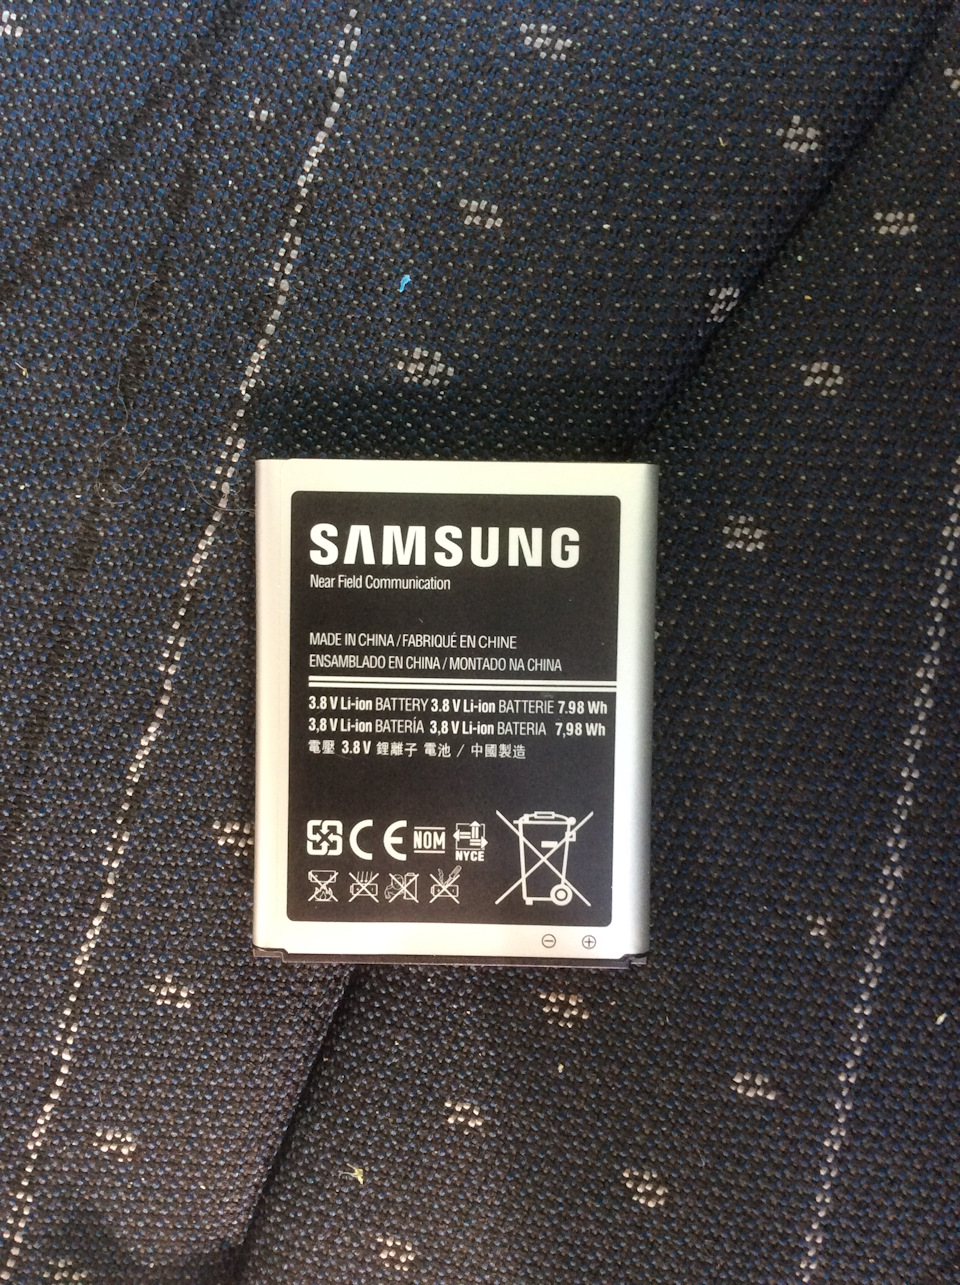 SAMSUNG
Near Field Communication
MADE IN CHINA / FABRIQUÉ EN CHINE
ENSAMBLADO EN CHINA / MONTADO NA CHINA
3.8 V Li-ion BATTERY 3.8 V Li-ion BATTERIE 7.98 Wh
3,8 V Li-ion BATERÍA 3,8 V Li-ion BATERIA 7,98 Wh
電壓 3.8 V 鋰離子 電池 / 中國製造
CE NOM NYCE